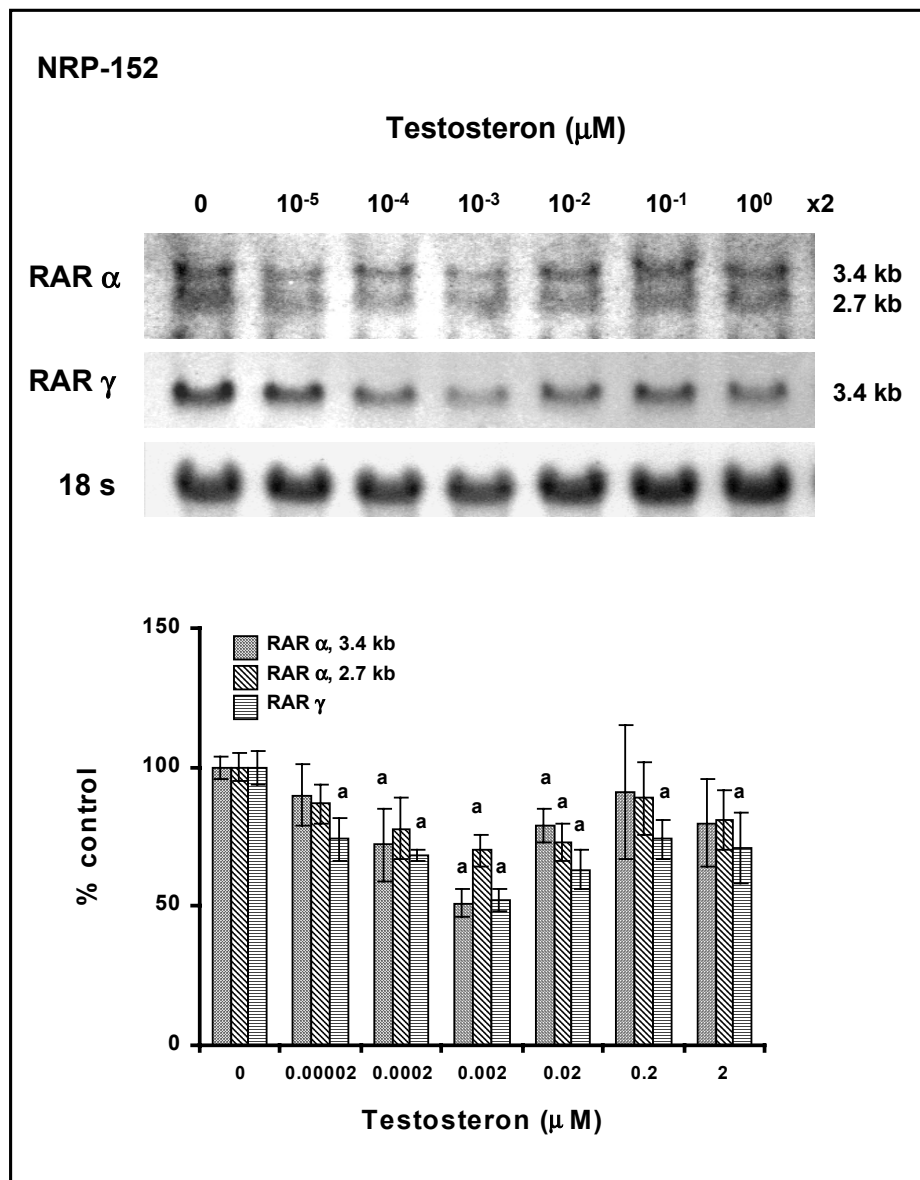 NRP-152
Testosteron (μM)
0 10⁻⁵ 10⁻⁴ 10⁻³ 10⁻² 10⁻¹ 10⁰ x2
RAR α
3.4 kb
2.7 kb
RAR γ
3.4 kb
18 s
150
RAR α, 3.4 kb
RAR α, 2.7 kb
RAR γ
100
a a a a a a a a a a a
50
0
% control
0 0.00002 0.0002 0.002 0.02 0.2 2
Testosteron (μ M)